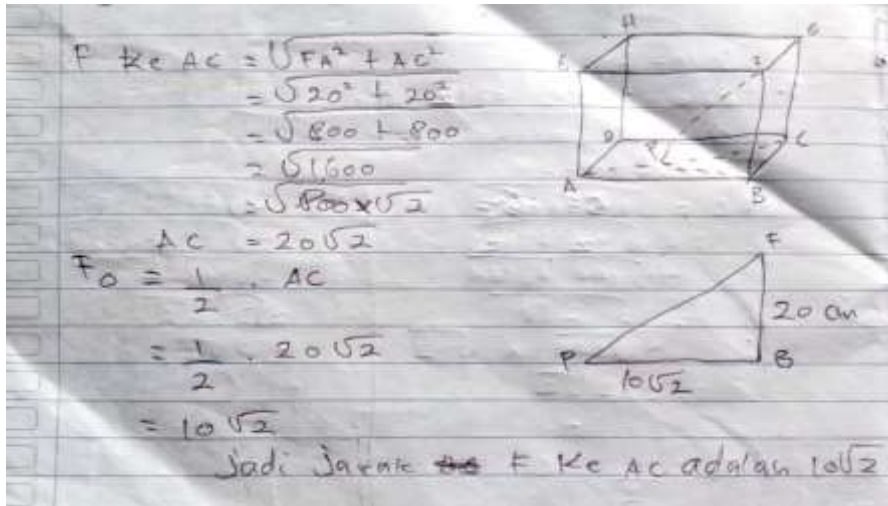 F ke AC = √FA² + AC²
= √20² + 20²
= √800 + 800
= √1600
= √800 x √2
AC = 20√2
Fo = 1/2 . AC
= 1/2 . 20√2
= 10√2
Jadi Jarak F Ke AC adalah 10√2
H
E
D
C
A
B
F
20 cm
P
B
10√2